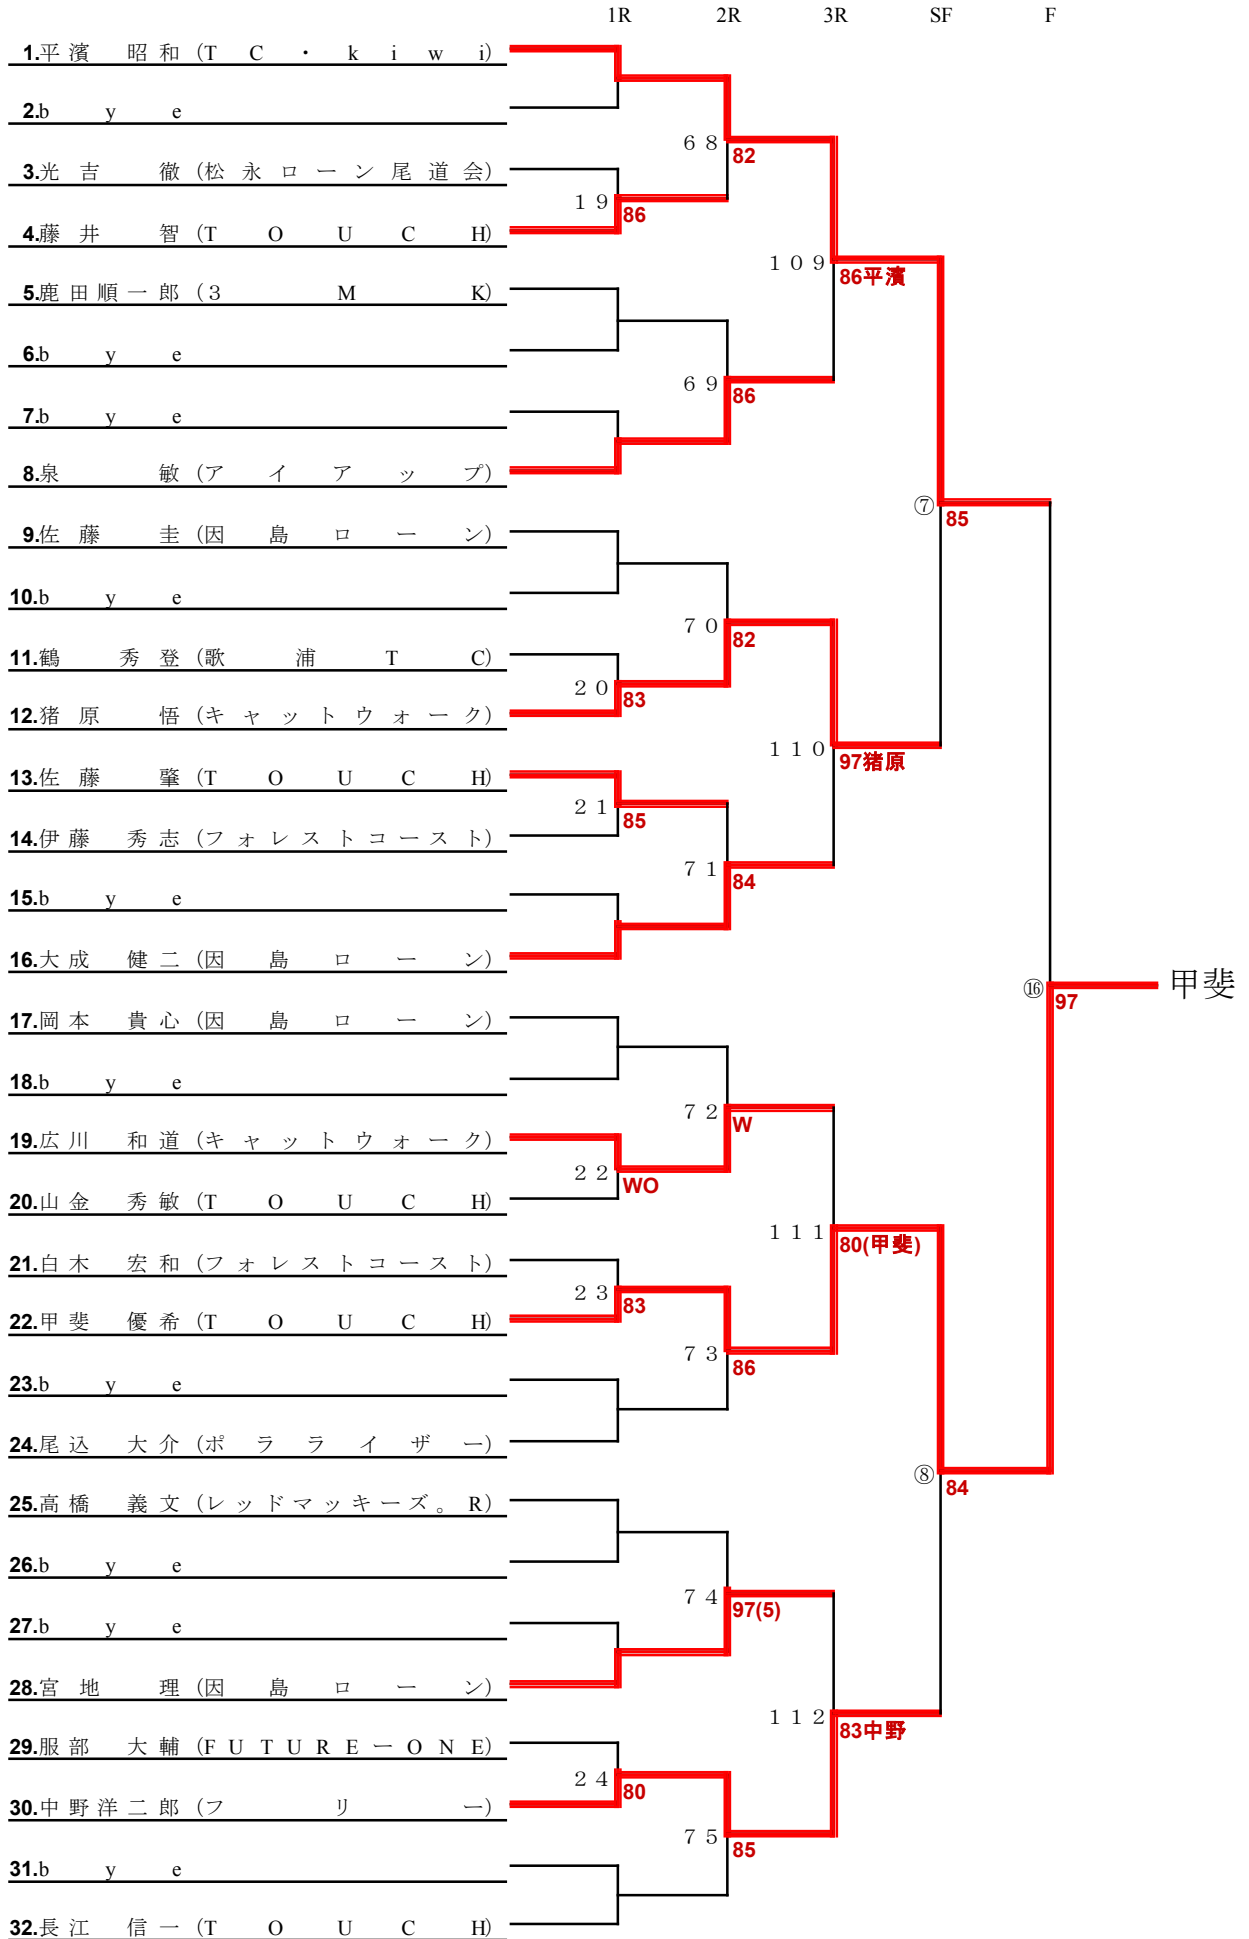 1R 2R 3R SF F
1.平濱 昭和(TC・kiwi)
2.bye
68
82
3.光吉 徹(松永ローン尾道会)
19
86
4.藤井 智(TOUCH)
109
86平濱
5.鹿田順一郎(3MK)
6.bye
69
86
7.bye
8.泉 敏(アイアップ)
⑦
85
9.佐藤 圭(因島ローン)
10.bye
70
82
11.鶴 秀登(歌浦TC)
20
83
12.猪原 悟(キャットウォーク)
110
97猪原
13.佐藤 肇(TOUCH)
21
85
14.伊藤 秀志(フォレストコースト)
71
84
15.bye
16.大成 健二(因島ローン)
⑯
97
甲斐
17.岡本 貴心(因島ローン)
18.bye
72
W
19.広川 和道(キャットウォーク)
22
WO
20.山金 秀敏(TOUCH)
111
80(甲斐)
21.白木 宏和(フォレストコースト)
23
83
22.甲斐 優希(TOUCH)
73
86
23.bye
24.尾込 大介(ポラライザー)
⑧
84
25.高橋 義文(レッドマッキーズ。R)
26.bye
74
97(5)
27.bye
28.宮地 理(因島ローン)
112
83中野
29.服部 大輔(FUTUREーONE)
24
80
30.中野洋二郎(フリー)
75
85
31.bye
32.長江 信一(TOUCH)